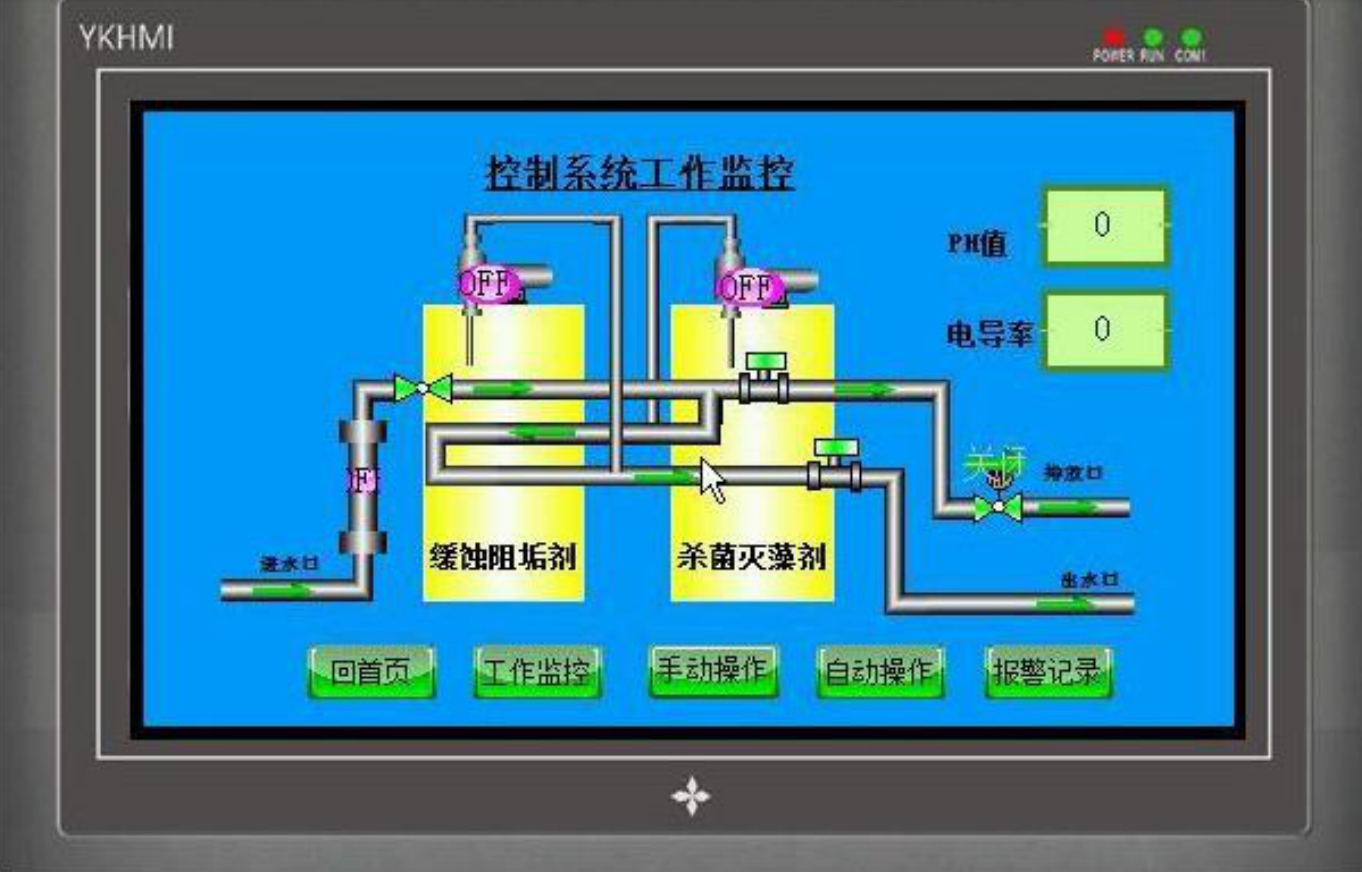 YKHMI
POWER RUN COM1
控制系统工作监控
PH值
0
电导率
0
OFF
OFF
关闭
排放口
缓蚀阻垢剂
杀菌灭藻剂
进水口
出水口
回首页
工作监控
手动操作
自动操作
报警记录